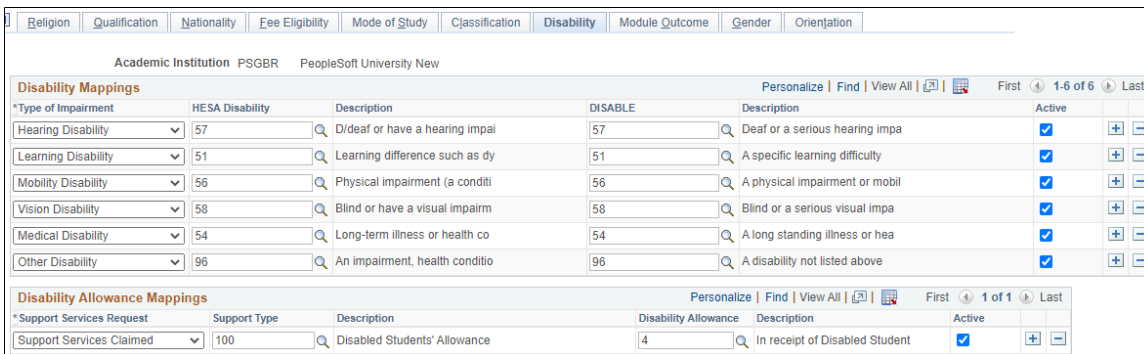 Religion Qualification Nationality Fee Eligibility Mode of Study Classification Disability Module Outcome Gender Orientation
Academic Institution PSGBR PeopleSoft University New
Disability Mappings Personalize | Find | View All | | First 1-6 of 6 Last
*Type of Impairment HESA Disability Description DISABLE Description Active
Hearing Disability 57 D/deaf or have a hearing impai 57 Deaf or a serious hearing impa
Learning Disability 51 Learning difference such as dy 51 A specific learning difficulty
Mobility Disability 56 Physical impairment (a conditi 56 A physical impairment or mobil
Vision Disability 58 Blind or have a visual impairm 58 Blind or a serious visual impa
Medical Disability 54 Long-term illness or health co 54 A long standing illness or hea
Other Disability 96 An impairment, health conditio 96 A disability not listed above
Disability Allowance Mappings Personalize | Find | View All | | First 1 of 1 Last
*Support Services Request Support Type Description Disability Allowance Description Active
Support Services Claimed 100 Disabled Students' Allowance 4 In receipt of Disabled Student